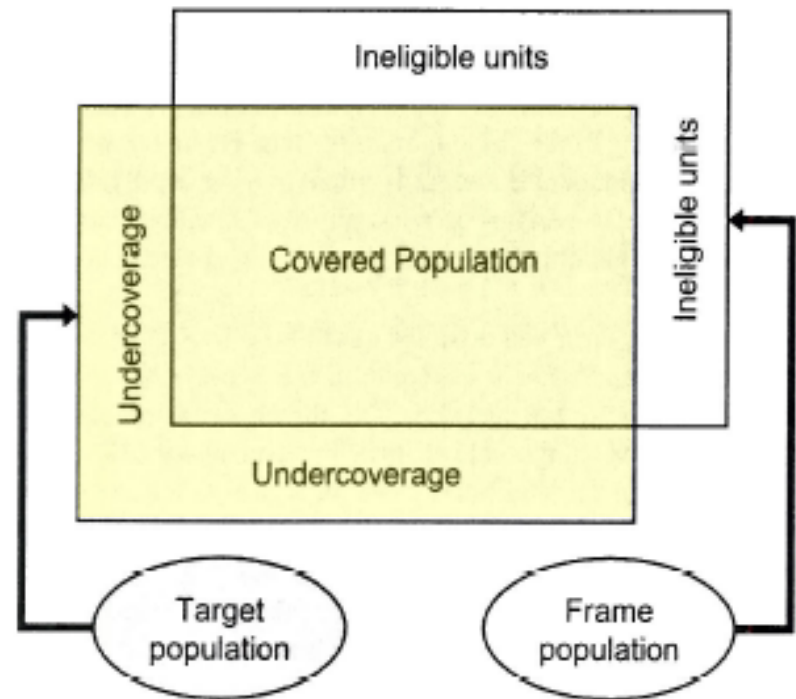 Ineligible units
Ineligible units
Undercoverage
Covered Population
Undercoverage
Target
population
Frame
population